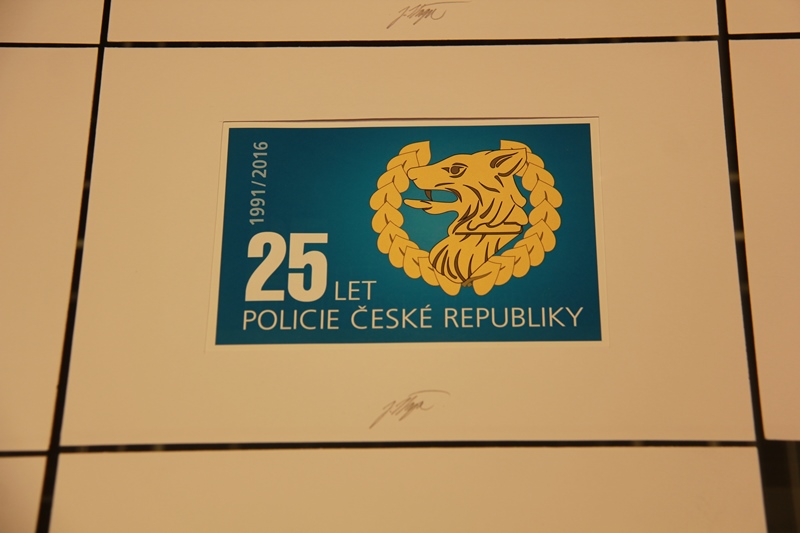 1991/2016
25 LET
POLICIE ČESKÉ REPUBLIKY